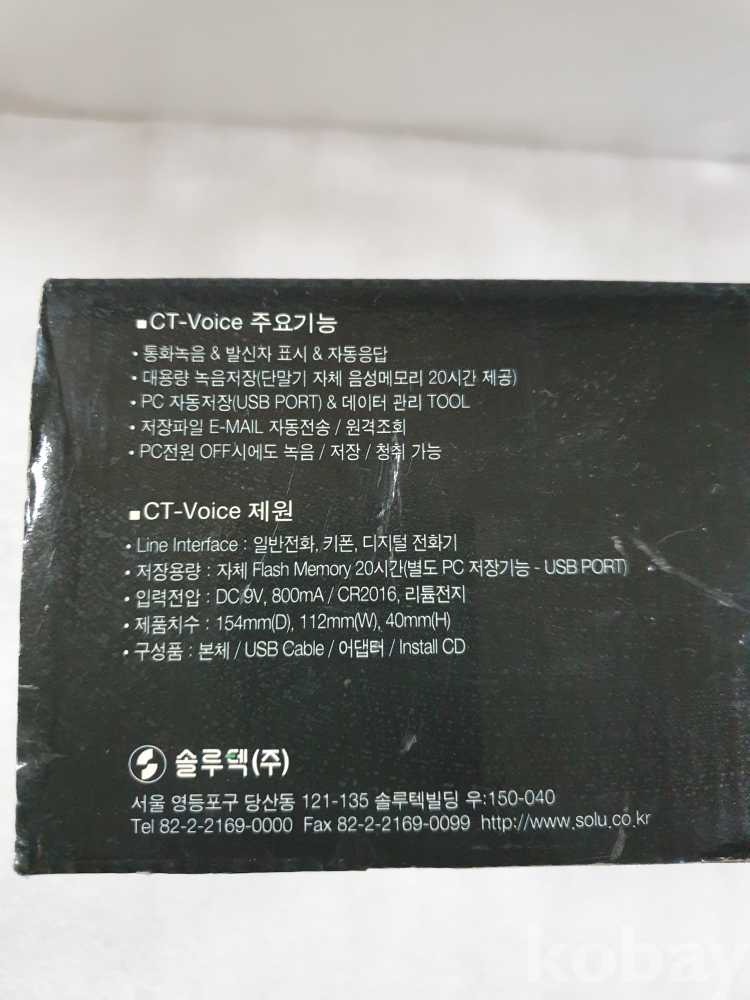 ■CT-Voice 주요기능
• 통화녹음 & 발신자 표시 & 자동응답
• 대용량 녹음저장(단말기 자체 음성메모리 20시간 제공)
• PC 자동저장(USB PORT) & 데이터 관리 TOOL
• 저장파일 E-MAIL 자동전송 / 원격조회
• PC전원 OFF시에도 녹음 / 저장 / 청취 가능
■CT-Voice 제원
• Line Interface : 일반전화, 키폰, 디지털 전화기
• 저장용량 : 자체 Flash Memory 20시간(별도 PC 저장기능 - USB PORT)
• 입력전압 : DC 9V, 800mA / CR2016, 리튬전지
• 제품치수 : 154mm(D), 112mm(W), 40mm(H)
• 구성품 : 본체 / USB Cable / 어댑터 / Install CD
솔루텍(주)
서울 영등포구 당산동 121-135 솔루텍빌딩 우:150-040
Tel 82-2-2169-0000 Fax 82-2-2169-0099 http://www.solu.co.kr
kobay